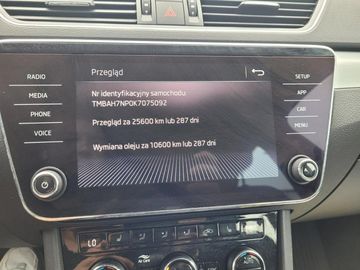 RADIO
MEDIA
PHONE
VOICE
Przegląd
Nr identyfikacyjny samochodu
TMBAH7NP0K7075092
Przegląd za 25600 km lub 287 dni
Wymiana oleju za 10600 km lub 287 dni
SETUP
APP
CAR
MENU
LO